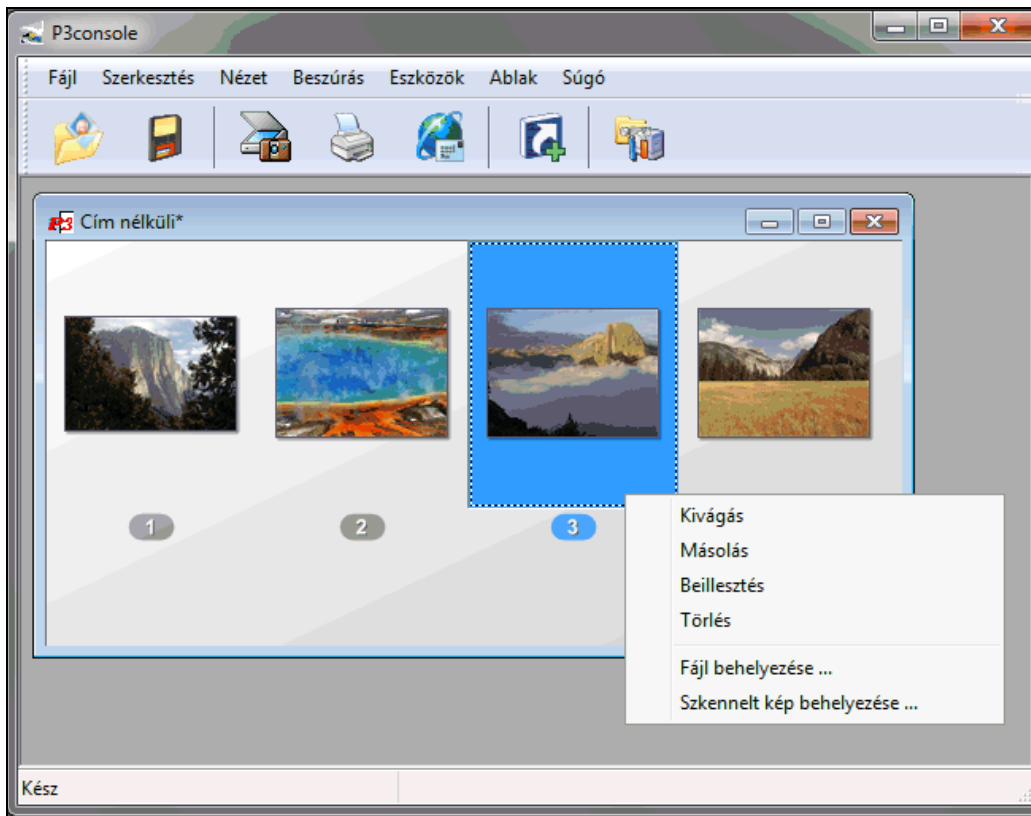 P3console
Fájl Szerkesztés Nézet Beszúrás Eszközök Ablak Súgó
P3 Cím nélküli*
1 2 3
Kivágás
Másolás
Beillesztés
Törlés
Fájl behelyezése ...
Szkennelt kép behelyezése ...
Kész